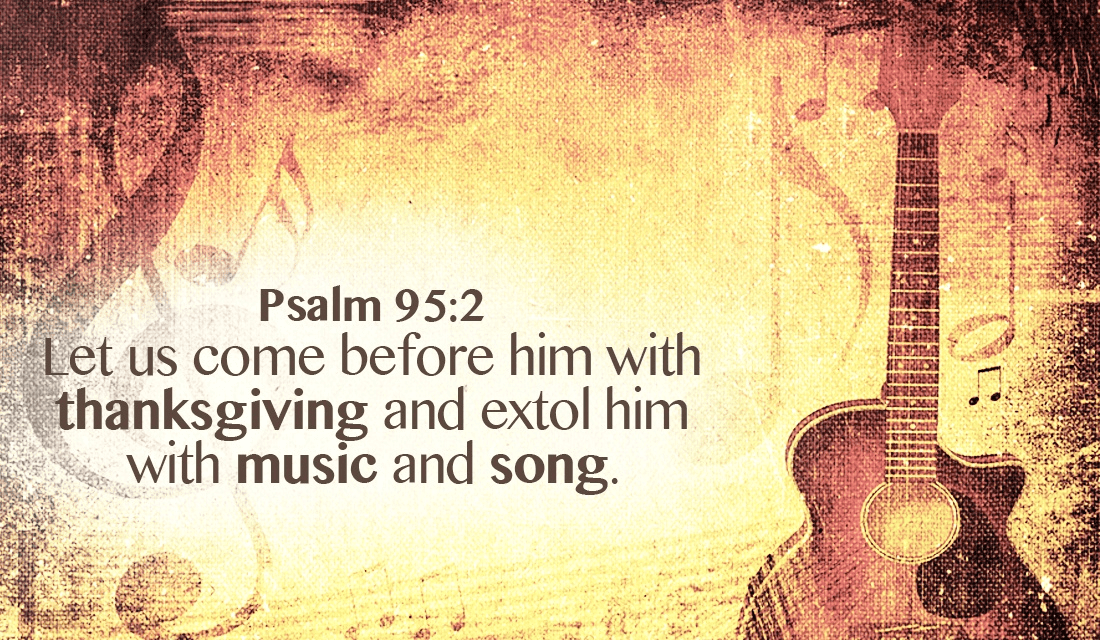 Psalm 95:2
Let us come before him with
thanksgiving and extol him
with music and song.